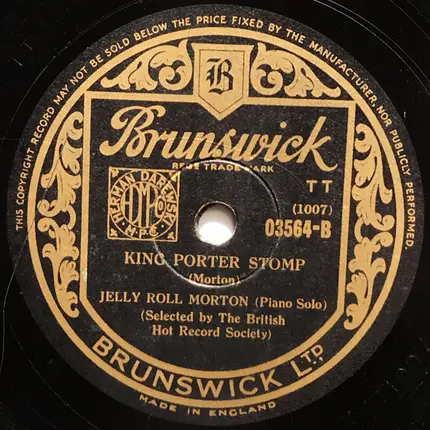 THIS COPYRIGHT RECORD MAY NOT BE SOLD BELOW THE PRICE FIXED BY THE MANUFACTURER, NOR PUBLICLY PERFORMED.
B
Brunswick
REGE TRADE MARK
TT
(1007)
03564-B
HERMAN DAREWSKI
M.P.C.
KING PORTER STOMP
(Morton)
JELLY ROLL MORTON (Piano Solo)
(Selected by The British
Hot Record Society)
BRUNSWICK LTD.
MADE IN ENGLAND